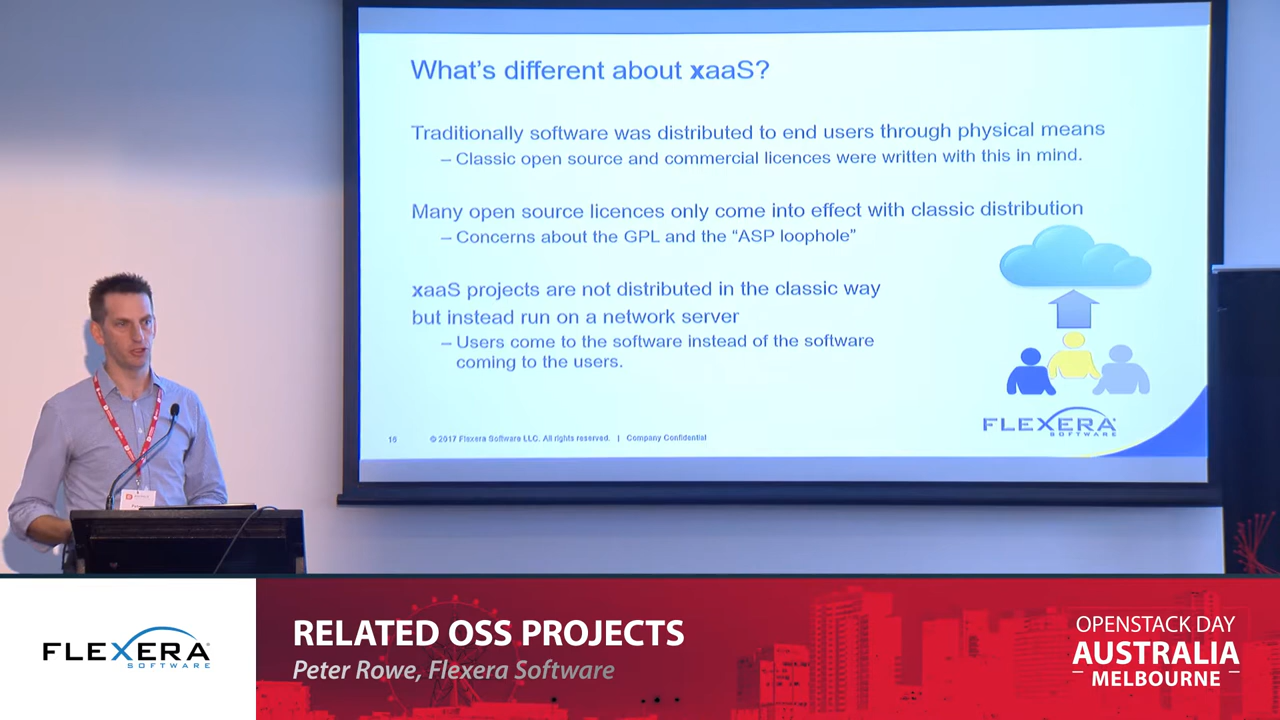 What's different about xaaS?
Traditionally software was distributed to end users through physical means
– Classic open source and commercial licences were written with this in mind.
Many open source licences only come into effect with classic distribution
– Concerns about the GPL and the "ASP loophole"
xaaS projects are not distributed in the classic way
but instead run on a network server
– Users come to the software instead of the software
coming to the users.
FLEXERA
SOFTWARE
16 © 2017 Flexera Software LLC. All rights reserved. | Company Confidential
FLEXERA
SOFTWARE
RELATED OSS PROJECTS
Peter Rowe, Flexera Software
OPENSTACK DAY
AUSTRALIA
– MELBOURNE –